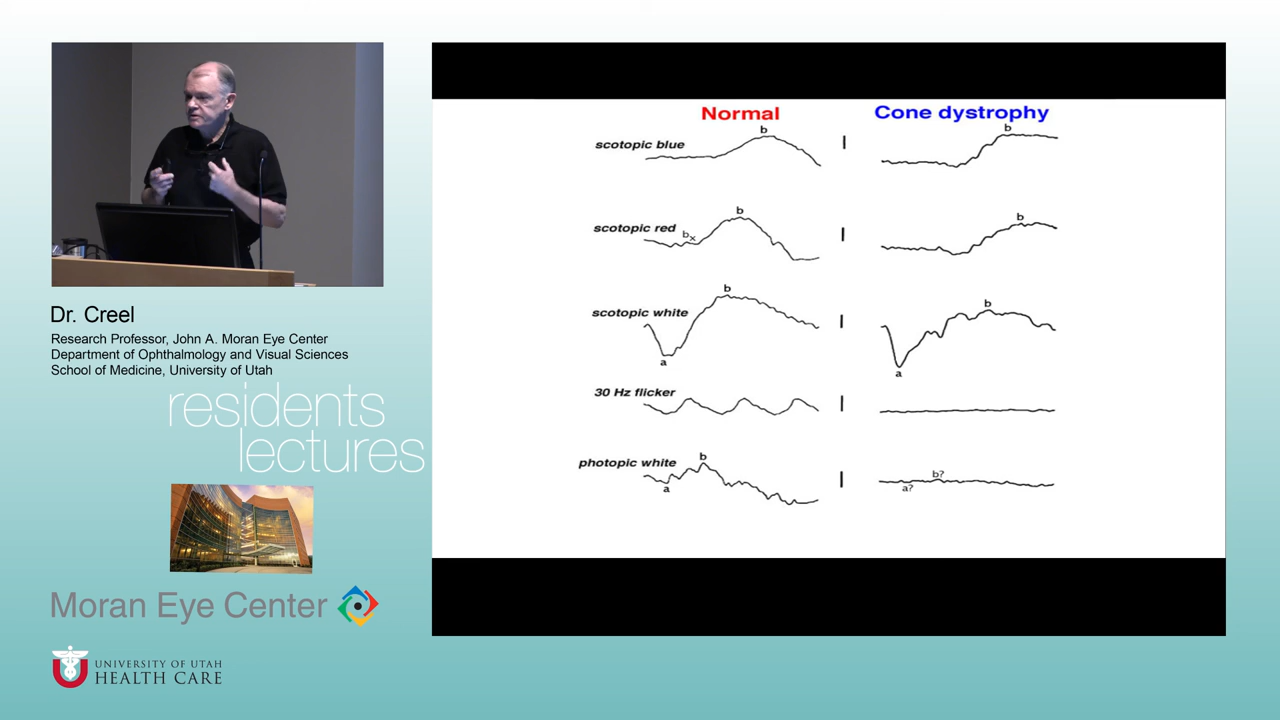 Dr. Creel
Research Professor, John A. Moran Eye Center
Department of Ophthalmology and Visual Sciences
School of Medicine, University of Utah
residents
lectures
Moran Eye Center
UNIVERSITY OF UTAH
HEALTH CARE
Normal
Cone dystrophy
scotopic blue
b
b
scotopic red
bx
b
b
scotopic white
b
a
b
a
30 Hz flicker
photopic white
b
a
b?
a?